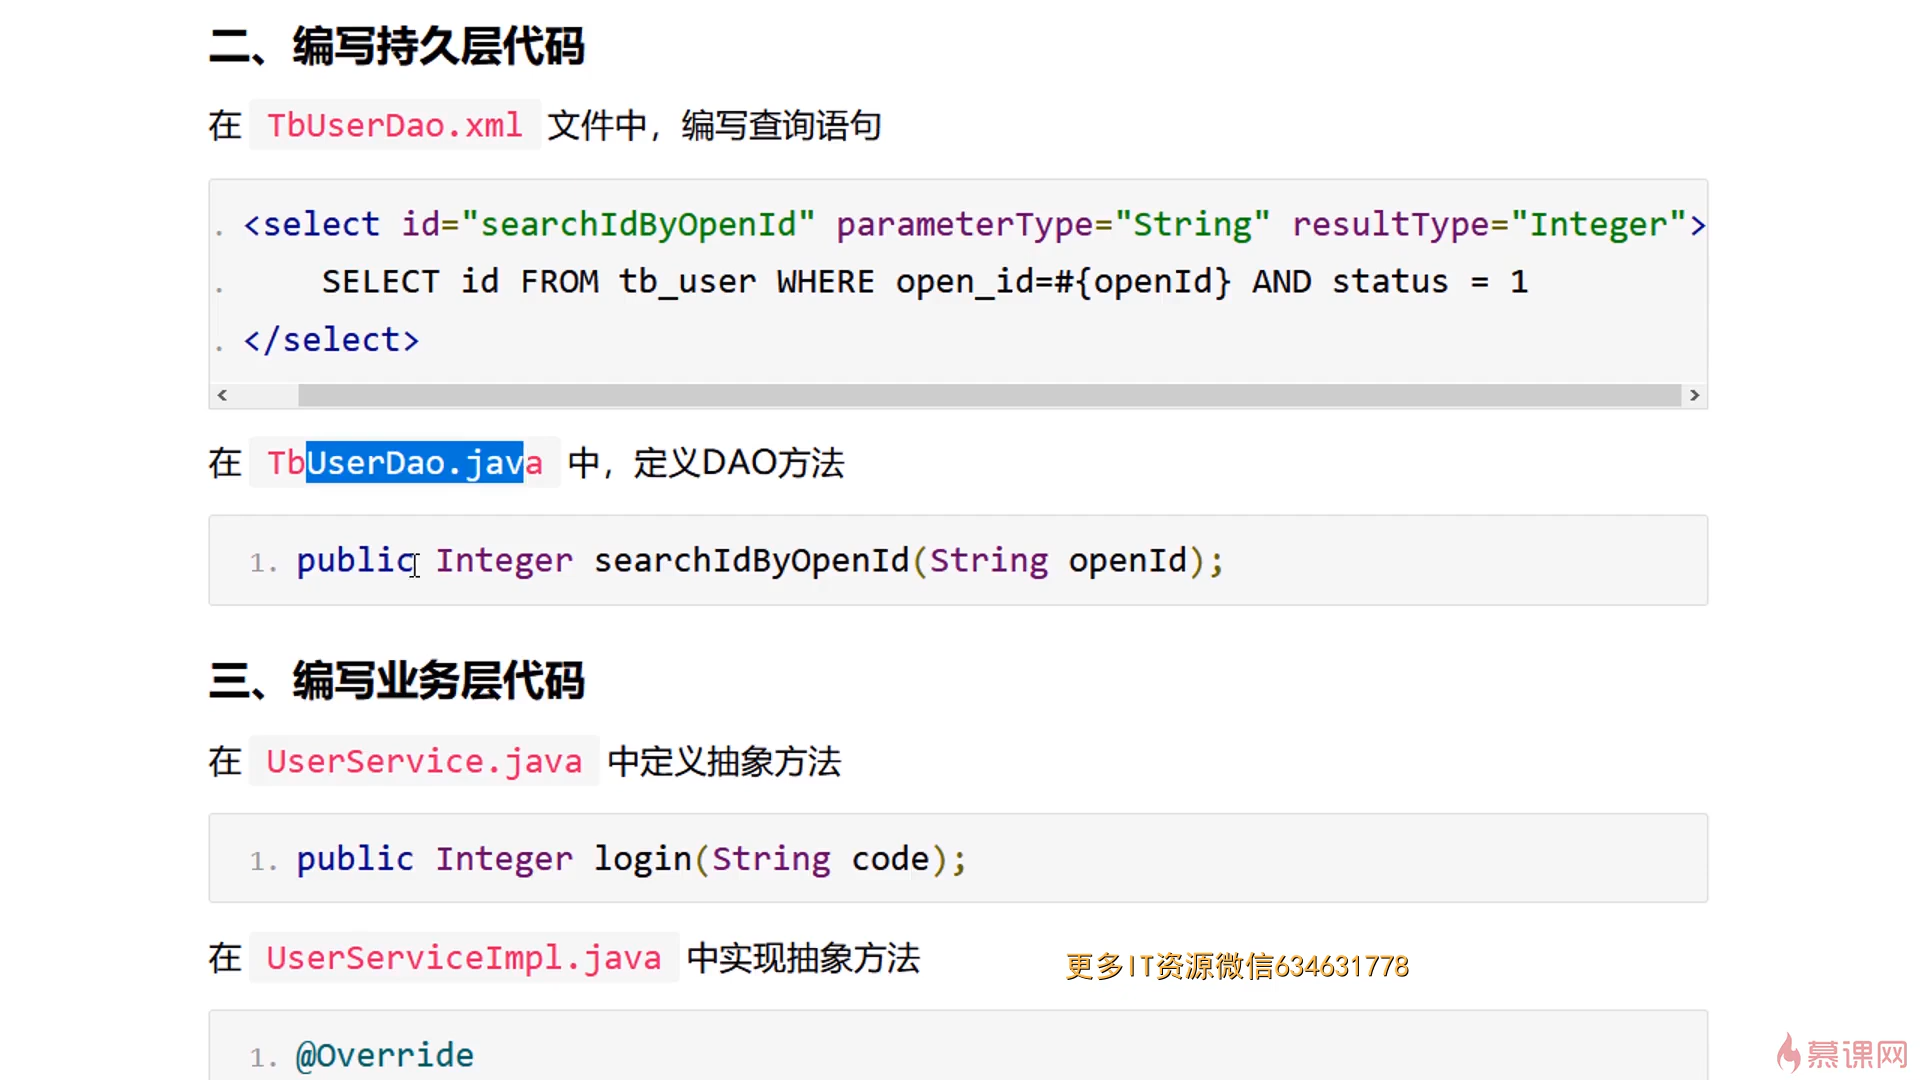 二、编写持久层代码
在 TbUserDao.xml 文件中，编写查询语句
. <select id="searchIdByOpenId" parameterType="String" resultType="Integer">
. SELECT id FROM tb_user WHERE open_id=#{openId} AND status = 1
. </select>
在 TbUserDao.java 中，定义DAO方法
1. public Integer searchIdByOpenId(String openId);
三、编写业务层代码
在 UserService.java 中定义抽象方法
1. public Integer login(String code);
在 UserServiceImpl.java 中实现抽象方法
更多IT资源微信634631778
1. @Override
慕课网